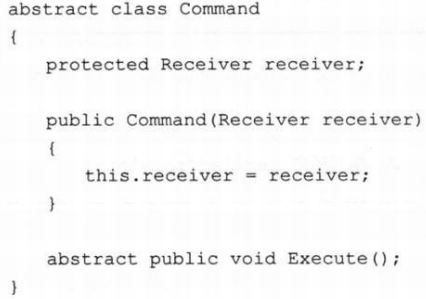 abstract class Command
{
    protected Receiver receiver;

    public Command(Receiver receiver)
    {
        this.receiver = receiver;
    }

    abstract public void Execute();
}